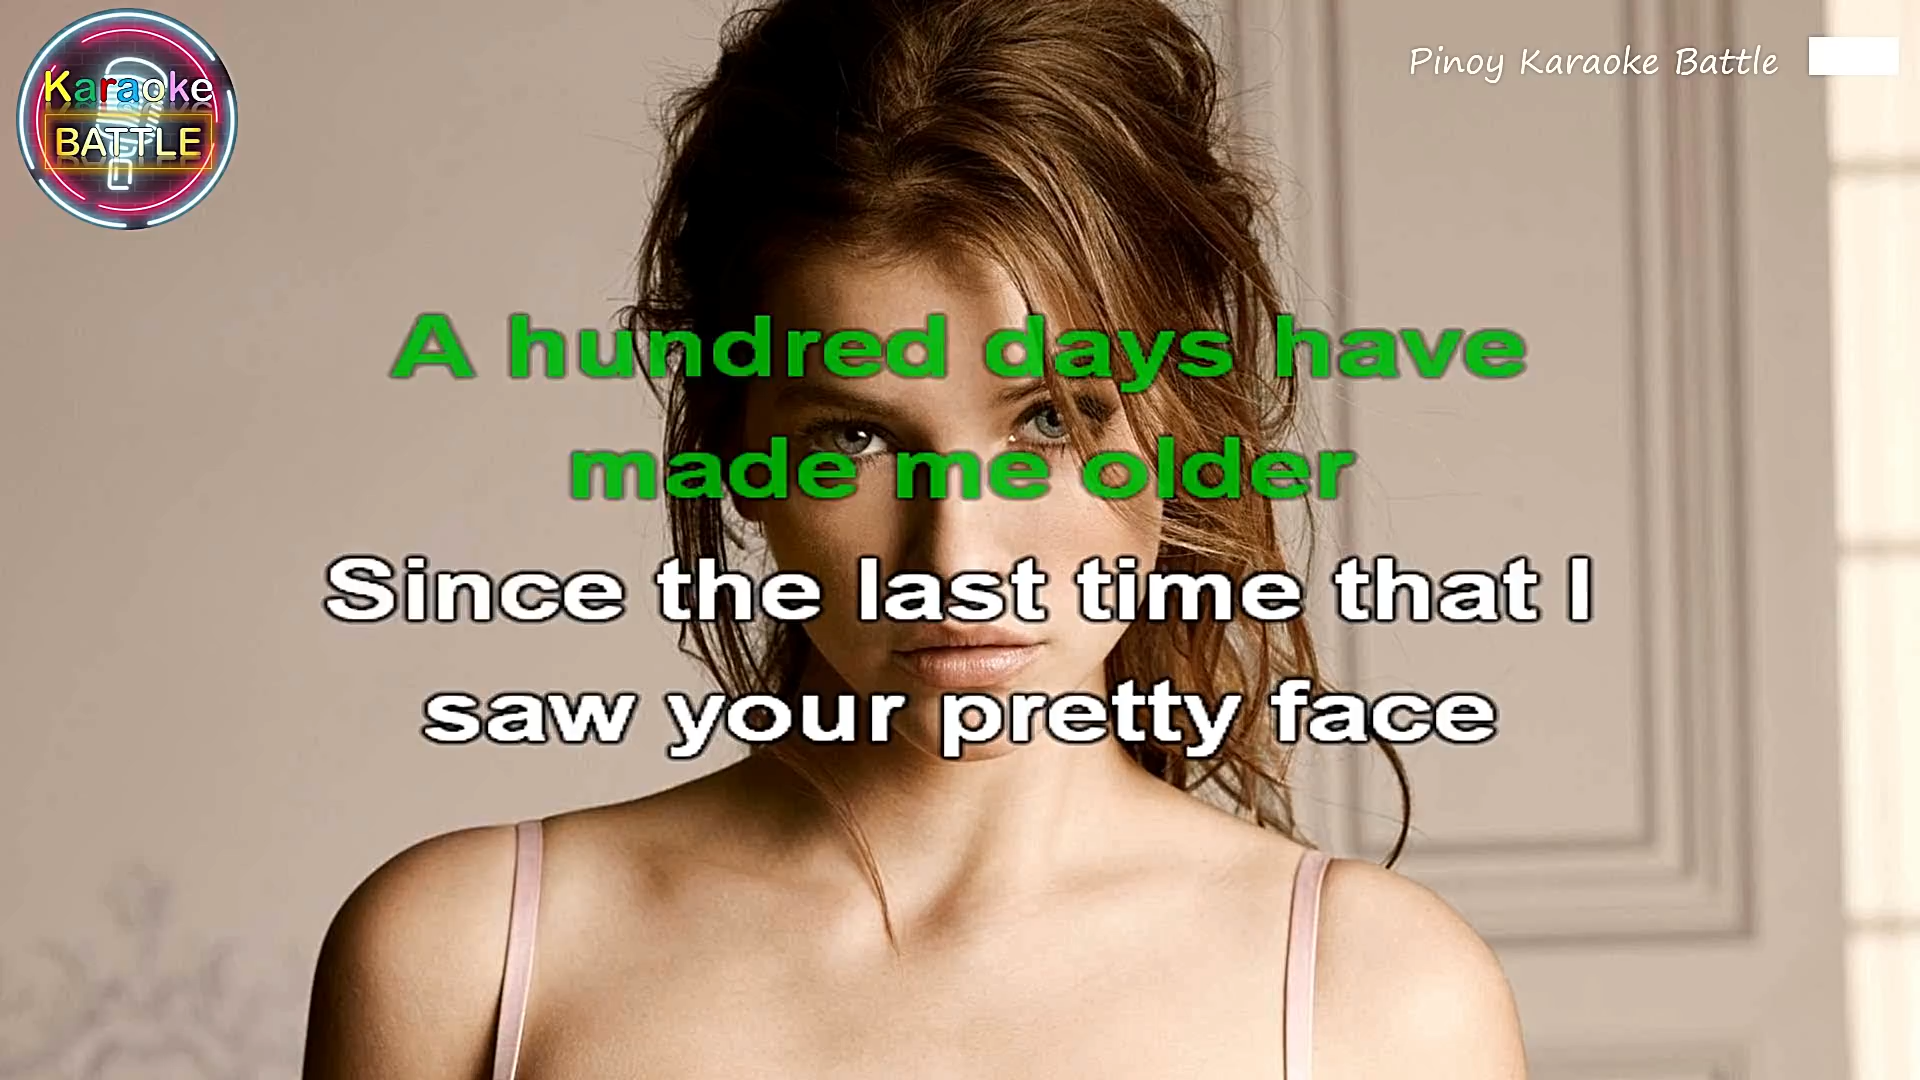 Karaoke
BATTLE
Pinoy Karaoke Battle
A hundred days have
made me older
Since the last time that I
saw your pretty face